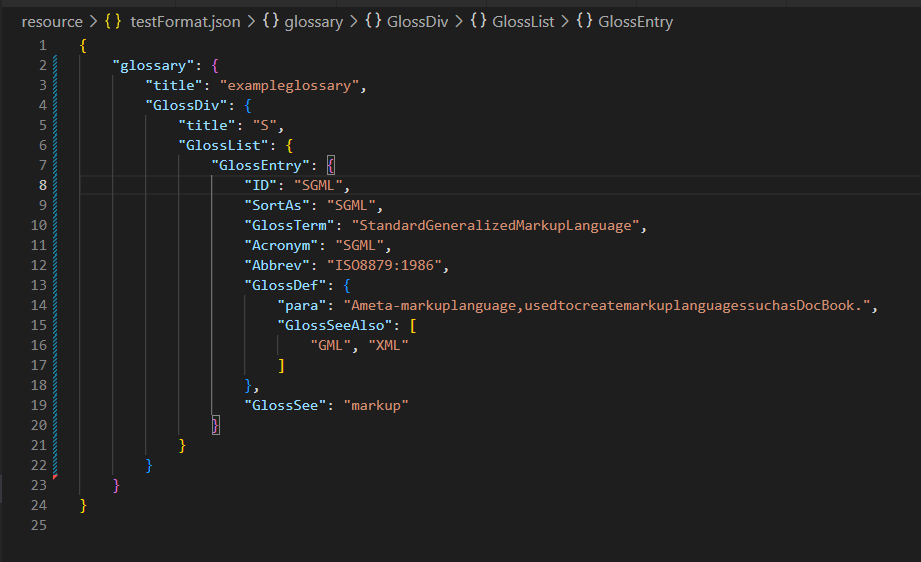 resource > {} testFormat.json > {} glossary > {} GlossDiv > {} GlossList > {} GlossEntry
1 {
2 "glossary": {
3 "title": "exampleglossary",
4 "GlossDiv": {
5 "title": "S",
6 "GlossList": {
7 "GlossEntry": {
8 "ID": "SGML",
9 "SortAs": "SGML",
10 "GlossTerm": "StandardGeneralizedMarkupLanguage",
11 "Acronym": "SGML",
12 "Abbrev": "ISO8879:1986",
13 "GlossDef": {
14 "para": "Ameta-markuplanguage,usedtocreatemarkuplanguagessuchasDocBook.",
15 "GlossSeeAlso": [
16 "GML", "XML"
17 ]
18 },
19 "GlossSee": "markup"
20 }
21 }
22 }
23 }
24 }
25